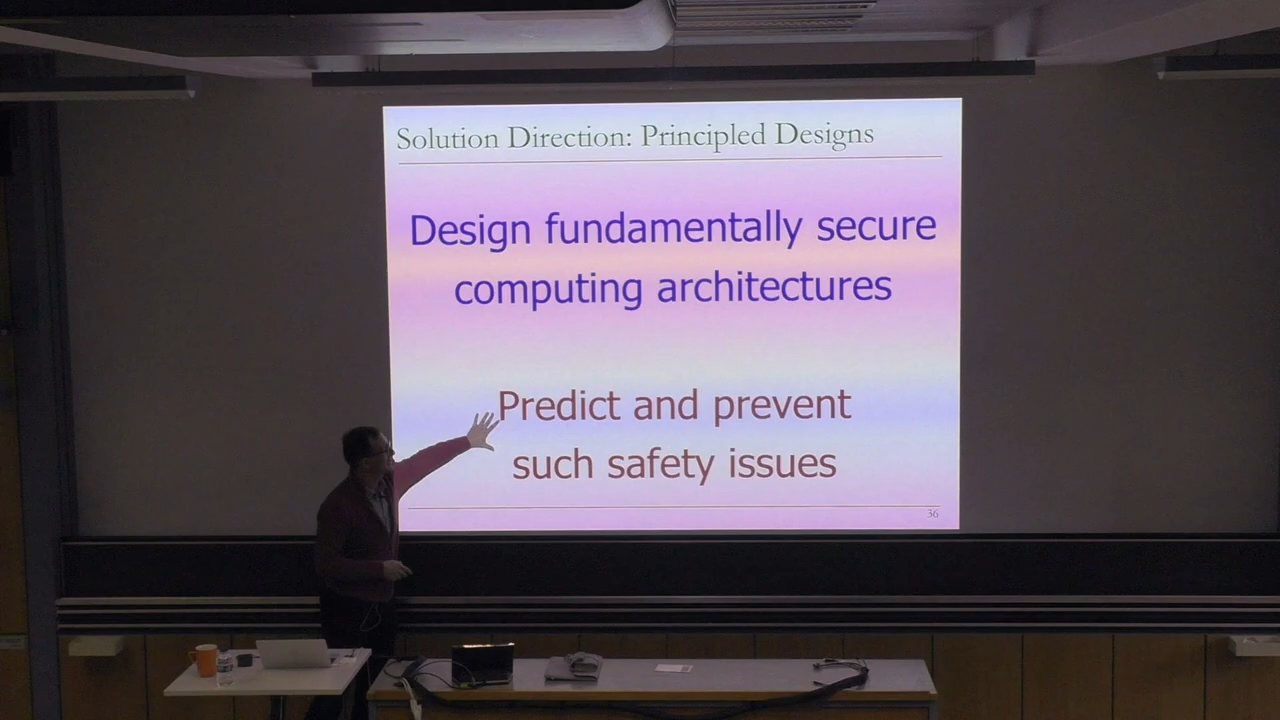 Solution Direction: Principled Designs
Design fundamentally secure
computing architectures
Predict and prevent
such safety issues
36